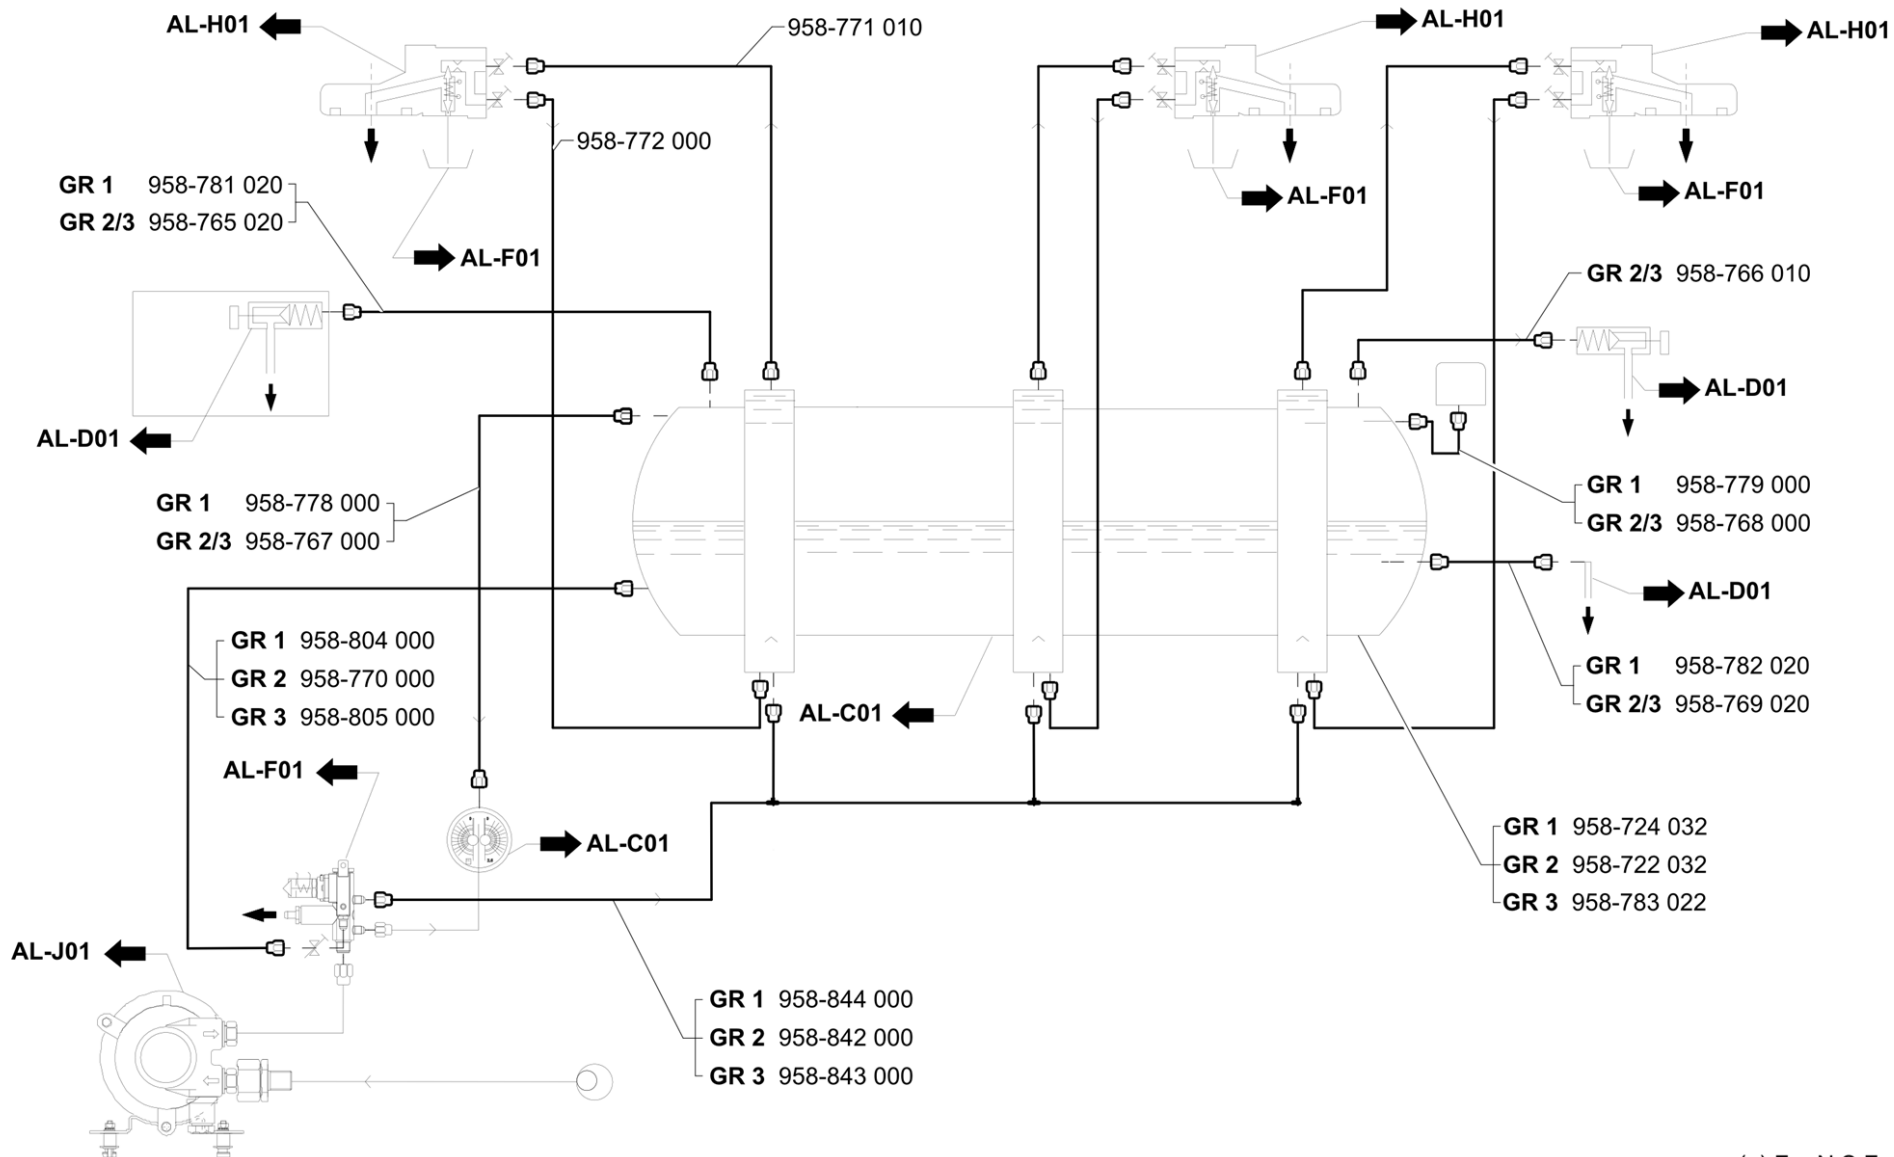 AL-H01
958-771 010
AL-H01
AL-H01
958-772 000
GR 1 958-781 020
GR 2/3 958-765 020
AL-F01
AL-F01
AL-F01
GR 2/3 958-766 010
AL-D01
AL-D01
GR 1 958-778 000
GR 2/3 958-767 000
GR 1 958-779 000
GR 2/3 958-768 000
AL-D01
GR 1 958-804 000
GR 2 958-770 000
GR 3 958-805 000
GR 1 958-782 020
GR 2/3 958-769 020
AL-C01
AL-F01
AL-C01
GR 1 958-724 032
GR 2 958-722 032
GR 3 958-783 022
AL-J01
GR 1 958-844 000
GR 2 958-842 000
GR 3 958-843 000